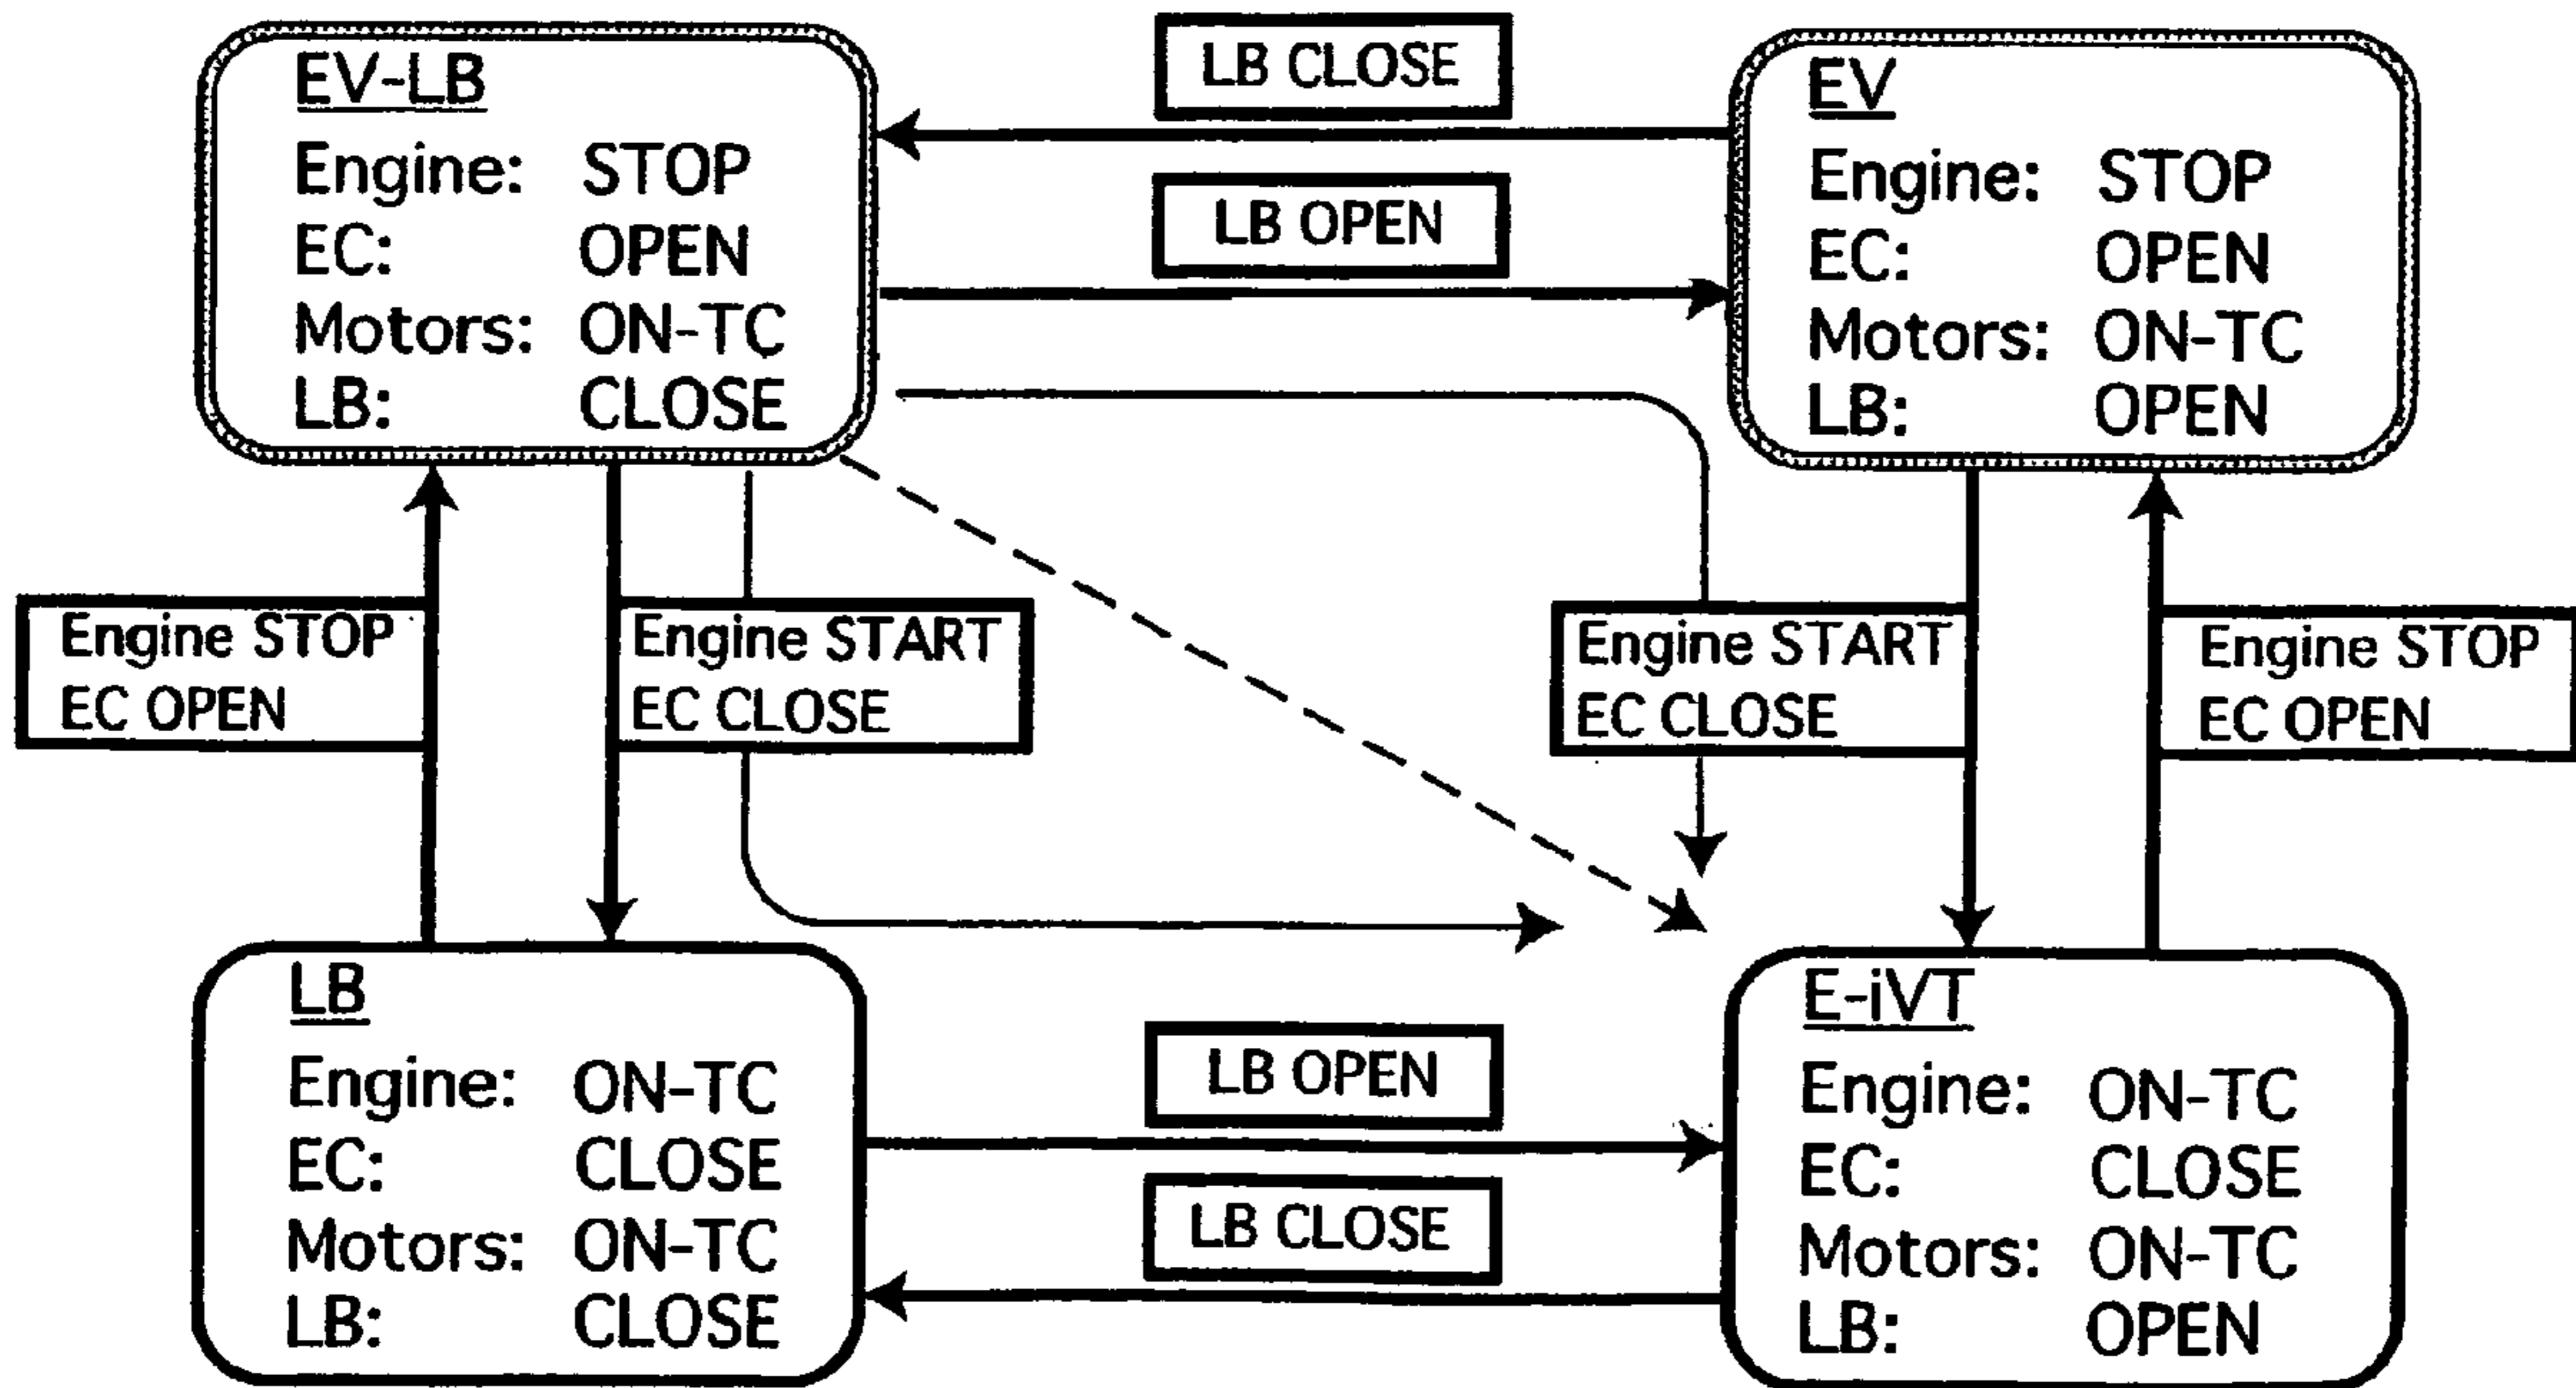 EV-LB
Engine: STOP
EC: OPEN
Motors: ON-TC
LB: CLOSE
LB CLOSE
LB OPEN
EV
Engine: STOP
EC: OPEN
Motors: ON-TC
LB: OPEN
Engine STOP
EC OPEN
Engine START
EC CLOSE
Engine START
EC CLOSE
Engine STOP
EC OPEN
LB
Engine: ON-TC
EC: CLOSE
Motors: ON-TC
LB: CLOSE
LB OPEN
LB CLOSE
E-iVT
Engine: ON-TC
EC: CLOSE
Motors: ON-TC
LB: OPEN